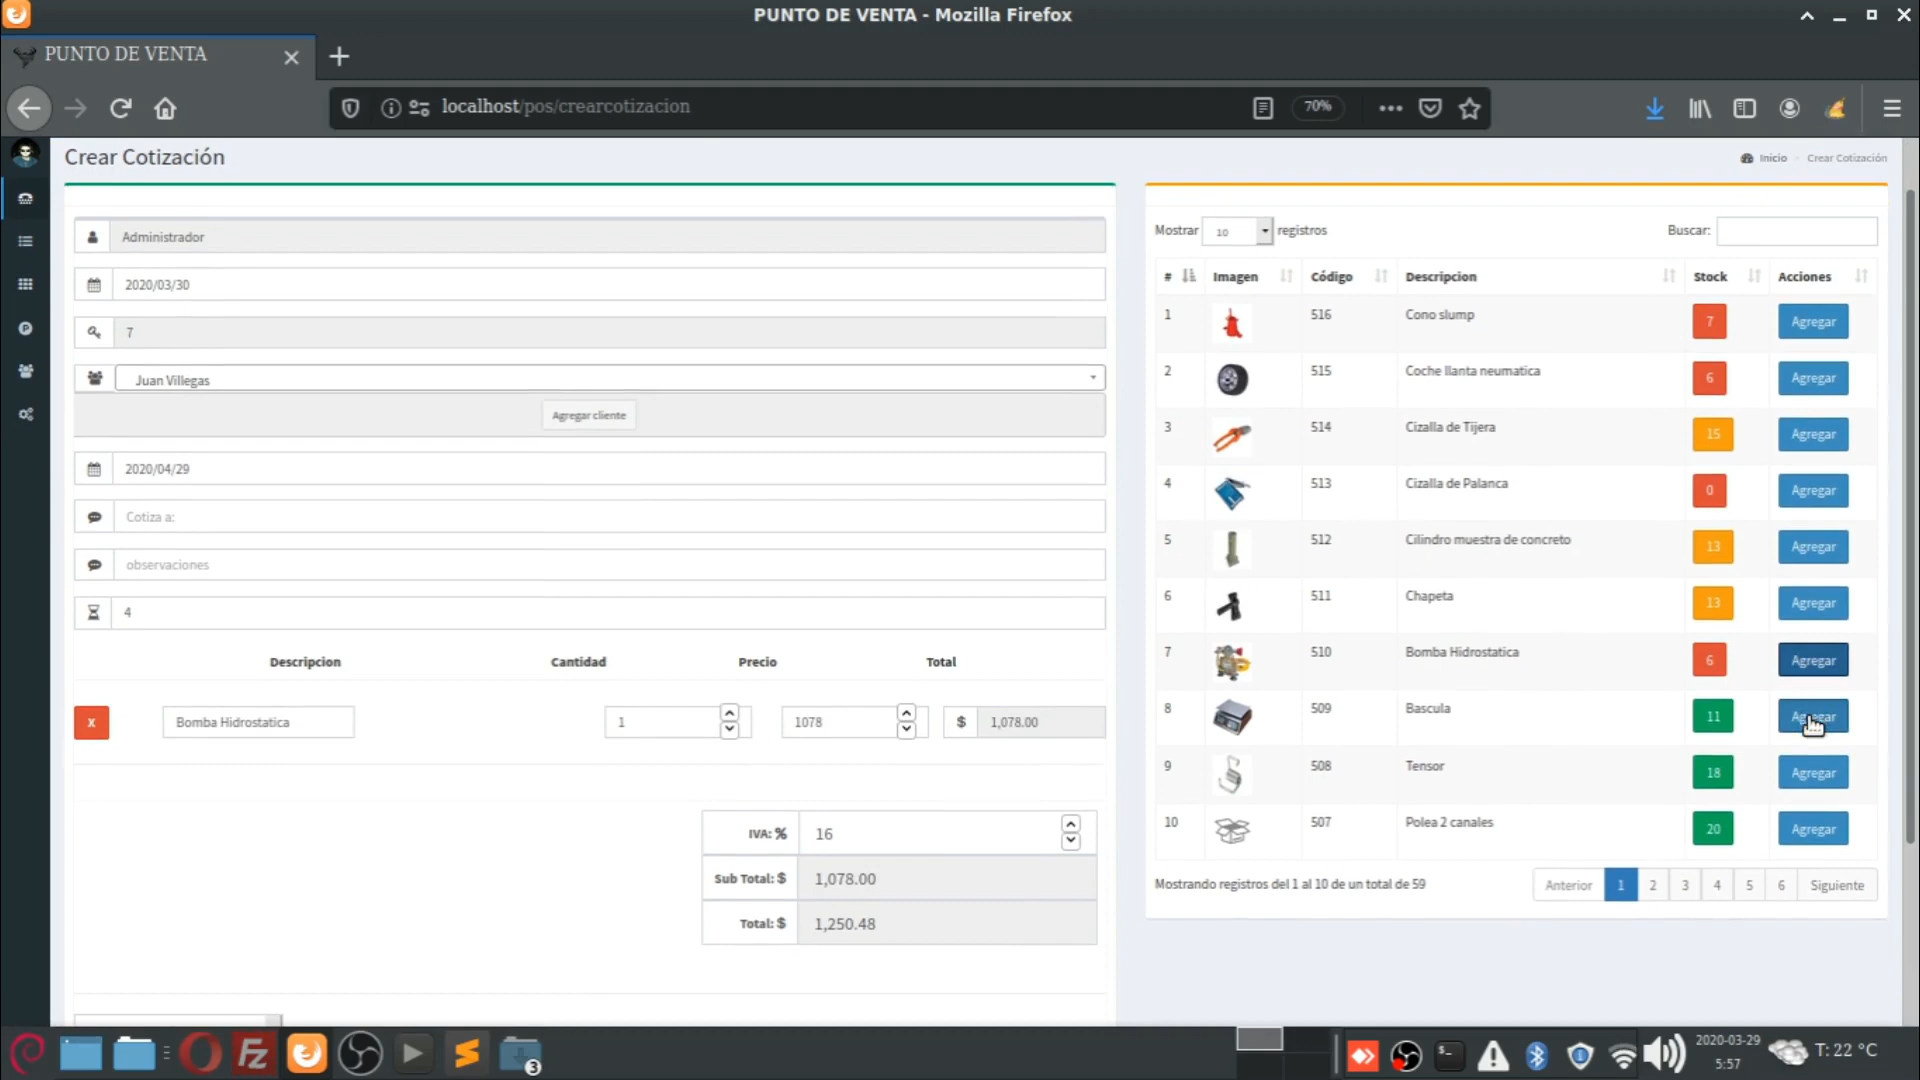 PUNTO DE VENTA - Mozilla Firefox
PUNTO DE VENTA
localhost/pos/crearcotizacion
70%
Crear Cotización
Inicio
Crear Cotización
Administrador
2020/03/30
7
Juan Villegas
Agregar cliente
2020/04/29
Cotiza a:
observaciones
4
Descripcion Cantidad Precio Total
X Bomba Hidrostatica 1 1078 $ 1,078.00
IVA: % 16
Sub Total: $ 1,078.00
Total: $ 1,250.48
Mostrar 10 registros Buscar:
# Imagen Código Descripcion Stock Acciones
1 516 Cono slump 7 Agregar
2 515 Coche llanta neumatica 6 Agregar
3 514 Cizalla de Tijera 15 Agregar
4 513 Cizalla de Palanca 0 Agregar
5 512 Cilindro muestra de concreto 13 Agregar
6 511 Chapeta 13 Agregar
7 510 Bomba Hidrostatica 6 Agregar
8 509 Bascula 11 Agregar
9 508 Tensor 18 Agregar
10 507 Polea 2 canales 20 Agregar
Mostrando registros del 1 al 10 de un total de 59
Anterior 1 2 3 4 5 6 Siguiente
FZ
3
2020-03-29
5:57
T: 22 °C